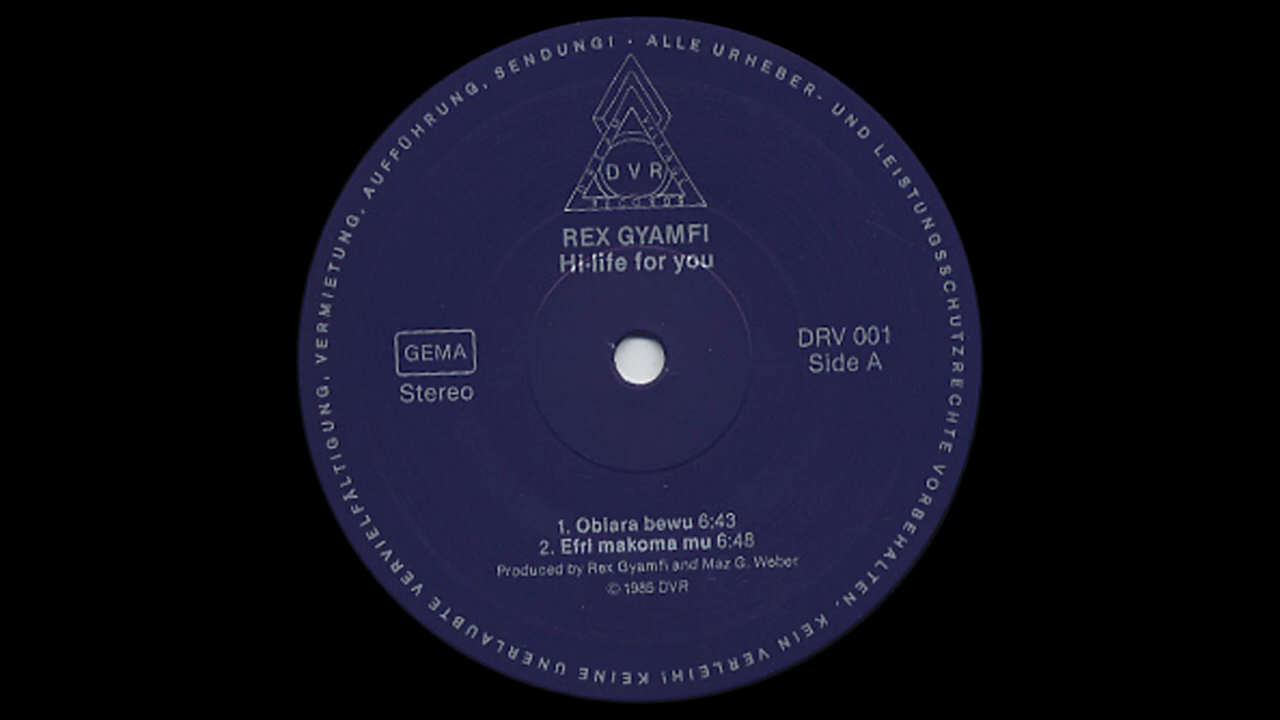 ALLE URHEBER- UND LEISTUNGSSCHUTZRECHTE VORBEHALTEN, KEIN VERLEIH! KEINE UNERLAUBTE VERVIELFÄLTIGUNG, VERMIETUNG, AUFFÜHRUNG, SENDUNG! •
DVR
RECORDS
REX GYAMFI
Hi-life for you
GEMA
Stereo
DRV 001
Side A
1. Obiara bewu 6:43
2. Efri makoma mu 6:48
Produced by Rex Gyamfi and Maz G. Weber